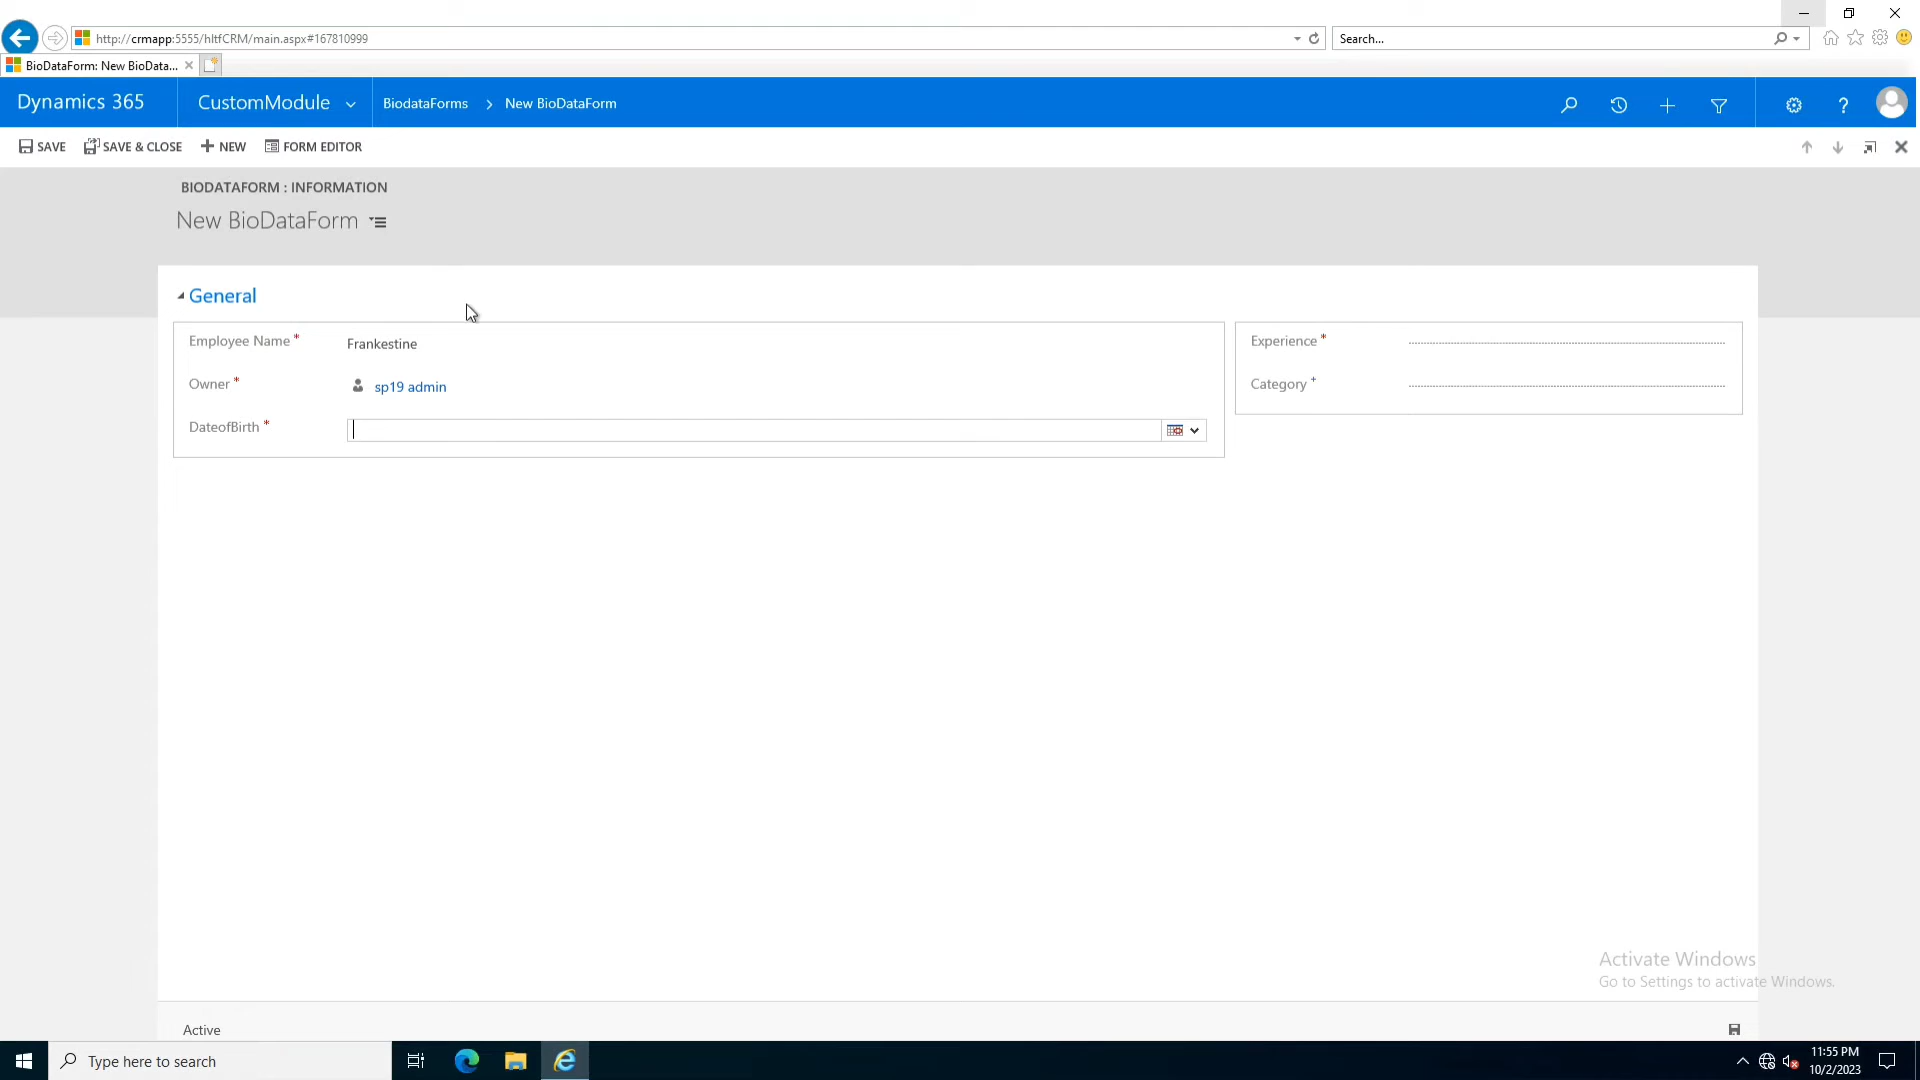 http://crmapp:5555/hltfCRM/main.aspx#167810999
Search...
BioDataForm: New BioData...
Dynamics 365
CustomModule
BiodataForms
New BioDataForm
SAVE
SAVE & CLOSE
NEW
FORM EDITOR
BIODATAFORM : INFORMATION
New BioDataForm
General
Employee Name *
Frankestine
Experience *
Owner *
sp19 admin
Category +
DateofBirth *
Activate Windows
Go to Settings to activate Windows.
Active
Type here to search
11:55 PM
10/2/2023